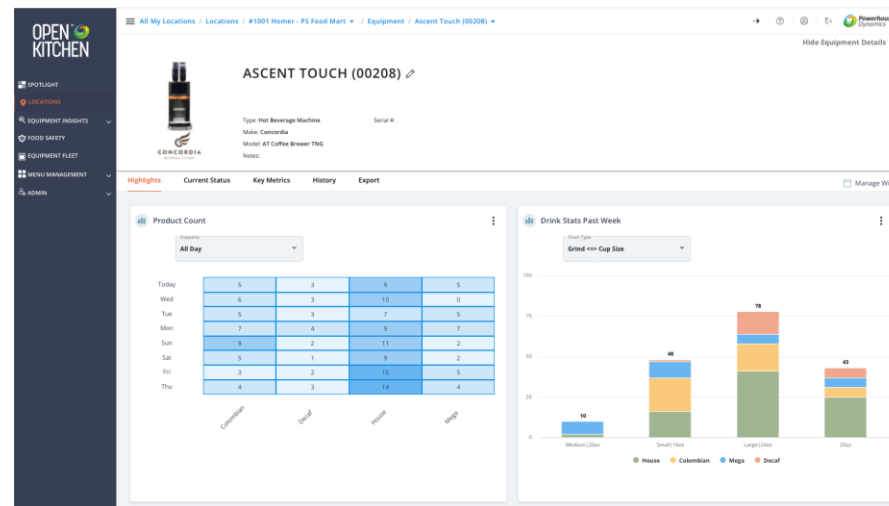 OPEN
KITCHEN
All My Locations / Locations / #1001 Homer - PS Food Mart / Equipment / Ascent Touch (00208)
Powerhouse
Dynamics
Hide Equipment Details
SPOTLIGHT
LOCATIONS
EQUIPMENT INSIGHTS
FOOD SAFETY
EQUIPMENT FLEET
MENU MANAGEMENT
ADMIN
ASCENT TOUCH (00208)
Type: Hot Beverage Machine Serial #:
Make: Concordia
Model: AT Coffee Brewer TNG
Notes:
CONCORDIA
Highlights Current Status Key Metrics History Export Manage Wi
Product Count
Dayparts
All Day
Today 5 3 9 5
Wed 6 3 10 0
Tue 5 3 7 5
Mon 7 4 9 7
Sun 9 2 11 2
Sat 5 1 9 2
Fri 3 2 15 5
Thu 4 3 14 4
Colombian Decaf House Mega
Drink Stats Past Week
Chart Type
Grind <=> Cup Size
100
75
50
25
0
10 48 78 43
Medium|20oz Small|16oz Large|24oz 20oz
House Colombian Mega Decaf